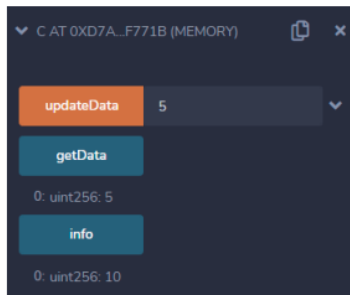 C AT 0XD7A...F771B (MEMORY)
updateData 5
getData
0: uint256: 5
info
0: uint256: 10